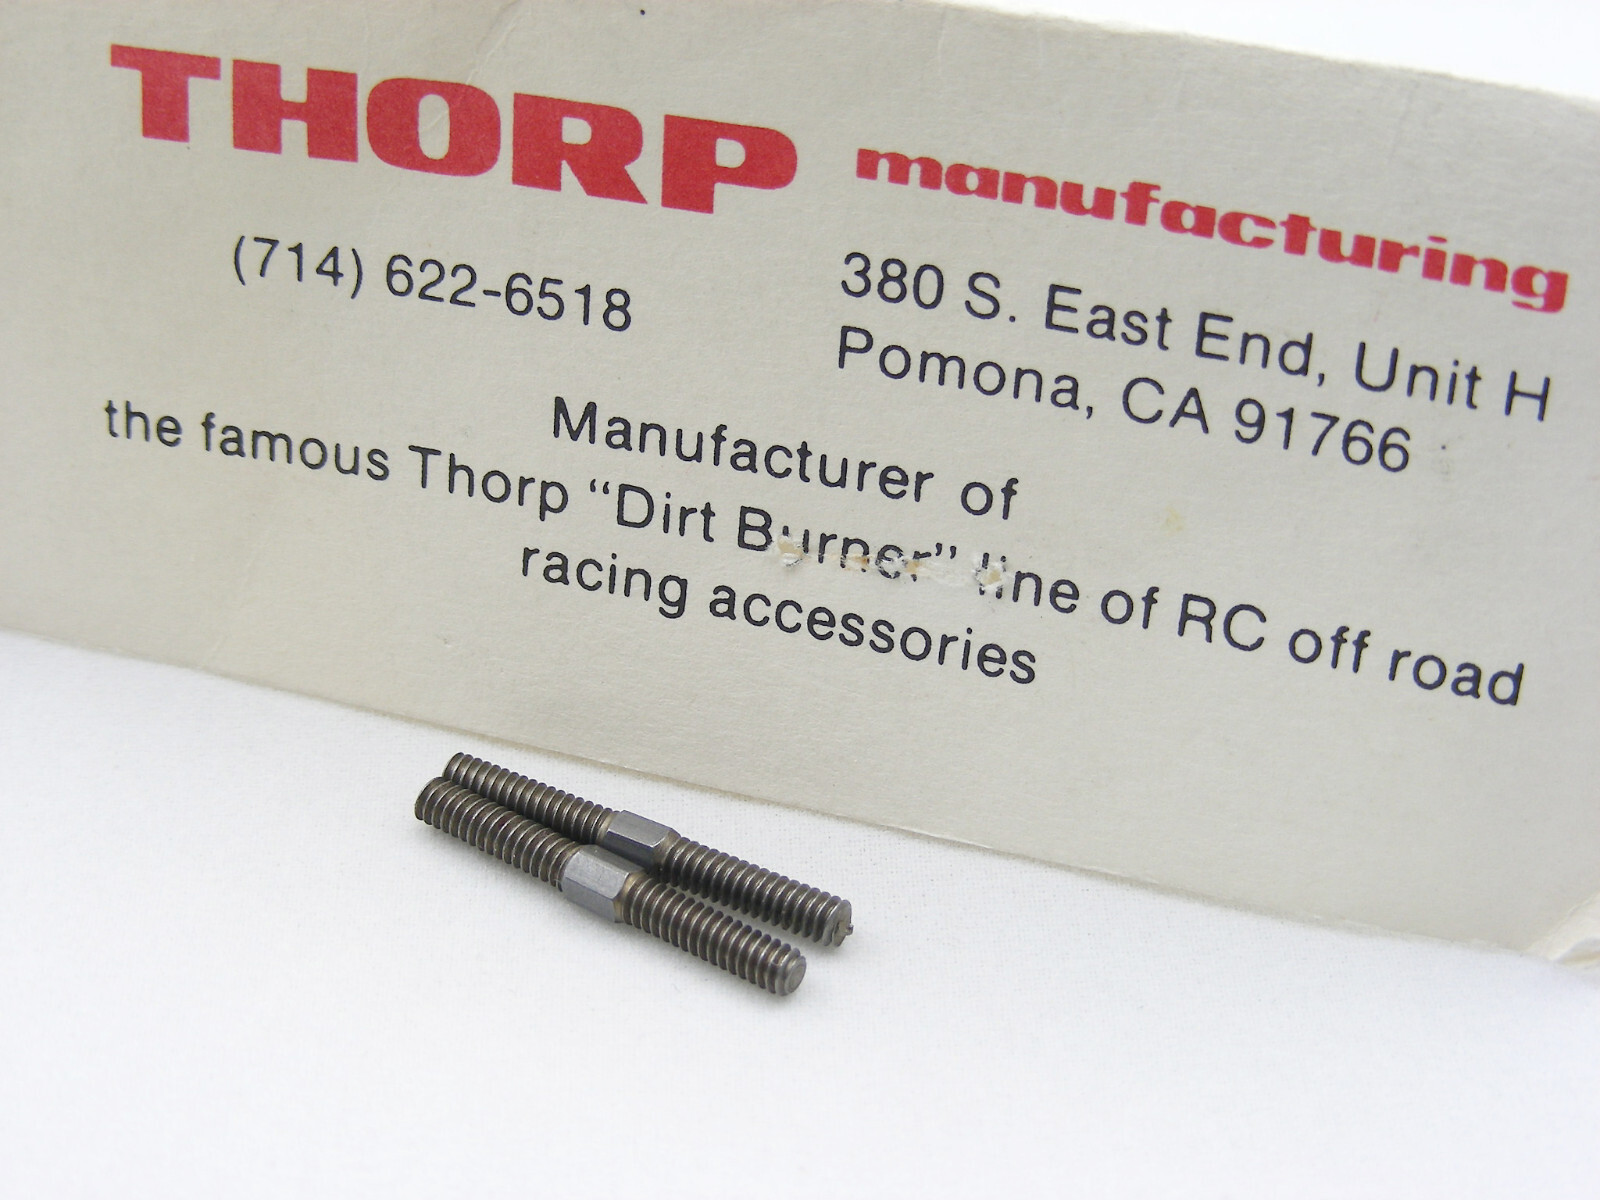 THORP manufacturing
(714) 622-6518
380 S. East End, Unit H
Pomona, CA 91766
Manufacturer of
the famous Thorp “Dirt Burner” line of RC off road
racing accessories